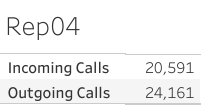 Rep04
Incoming Calls 20,591
Outgoing Calls 24,161